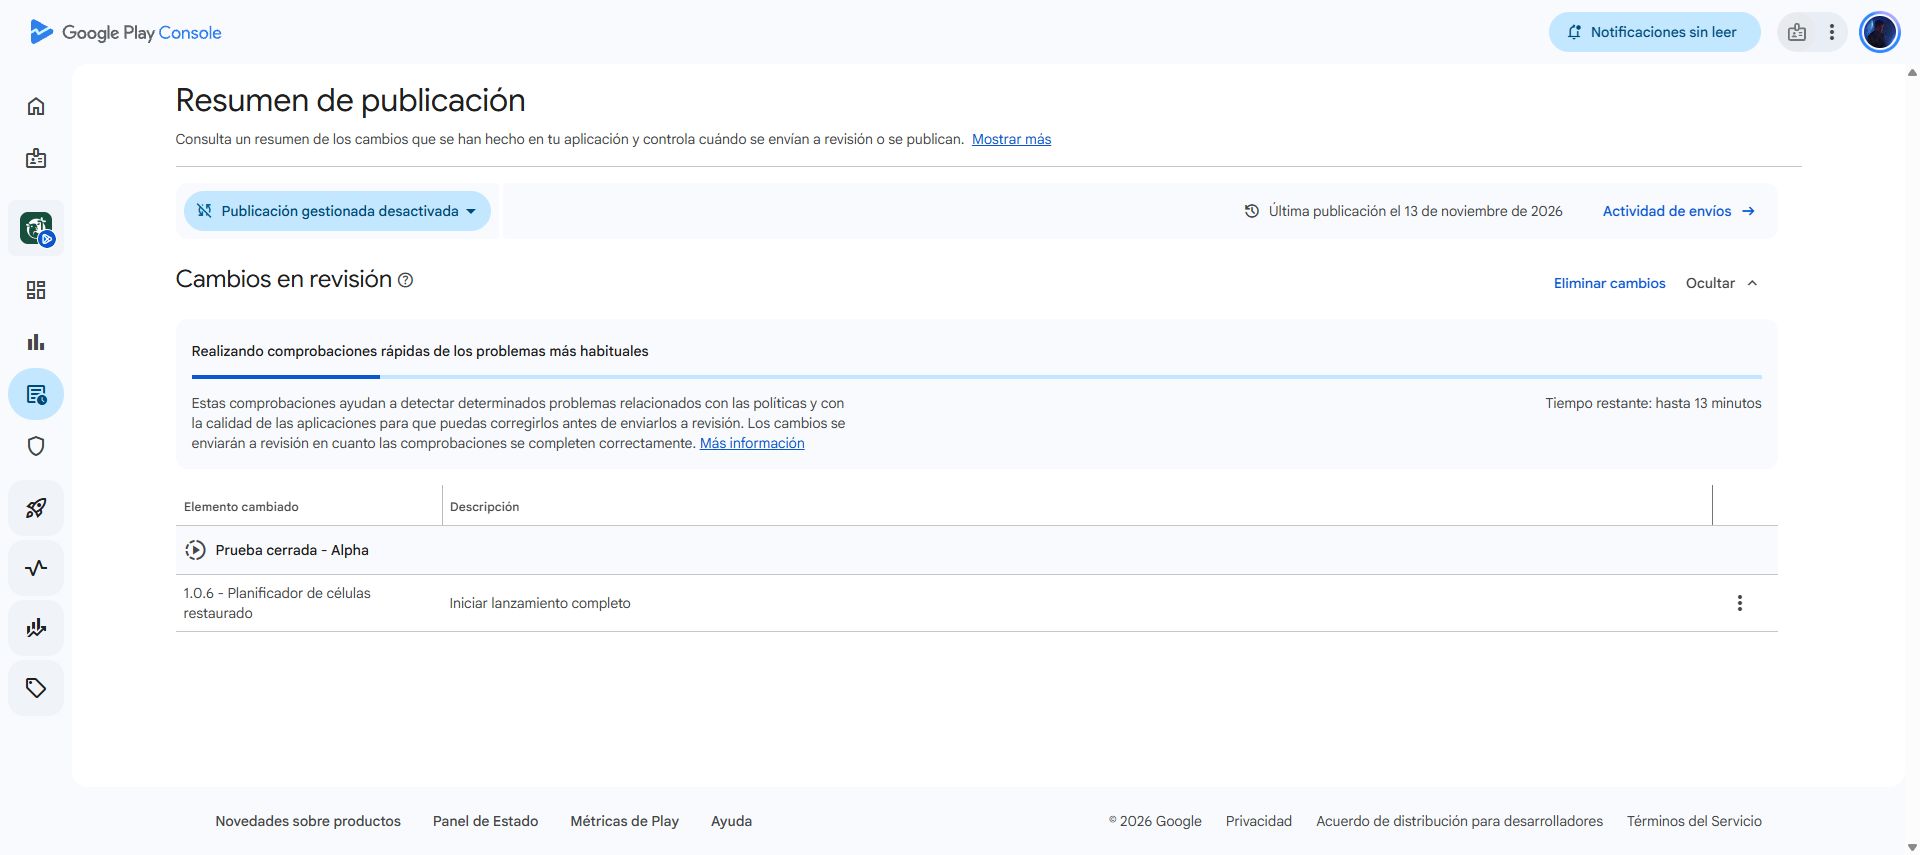 Google Play Console
Notificaciones sin leer
Resumen de publicación
Consulta un resumen de los cambios que se han hecho en tu aplicación y controla cuándo se envían a revisión o se publican. Mostrar más
Publicación gestionada desactivada
Última publicación el 13 de noviembre de 2026
Actividad de envíos
Cambios en revisión
Eliminar cambios
Ocultar
Realizando comprobaciones rápidas de los problemas más habituales
Estas comprobaciones ayudan a detectar determinados problemas relacionados con las políticas y con
la calidad de las aplicaciones para que puedas corregirlos antes de enviarlos a revisión. Los cambios se
enviarán a revisión en cuanto las comprobaciones se completen correctamente. Más información
Tiempo restante: hasta 13 minutos
Elemento cambiado
Descripción
Prueba cerrada - Alpha
1.0.6 - Planificador de células
restaurado
Iniciar lanzamiento completo
Novedades sobre productos
Panel de Estado
Métricas de Play
Ayuda
© 2026 Google
Privacidad
Acuerdo de distribución para desarrolladores
Términos del Servicio